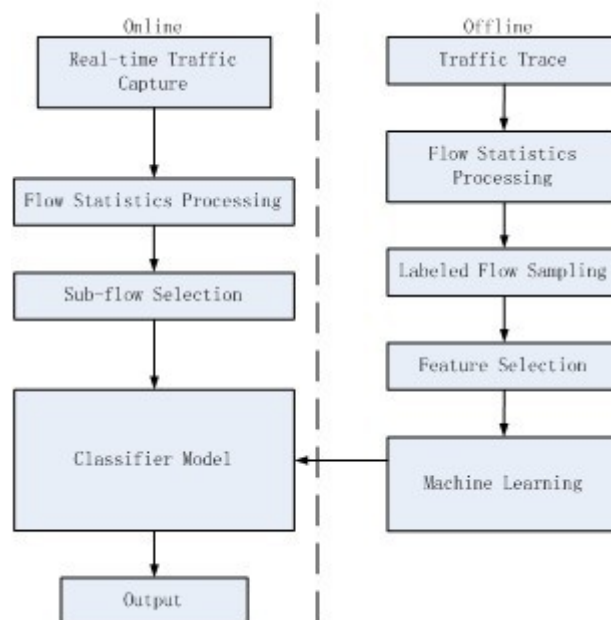 Online
Real-time Traffic
Capture
Flow Statistics Processing
Sub-flow Selection
Classifier Model
Output
Offline
Traffic Trace
Flow Statistics
Processing
Labeled Flow Sampling
Feature Selection
Machine Learning